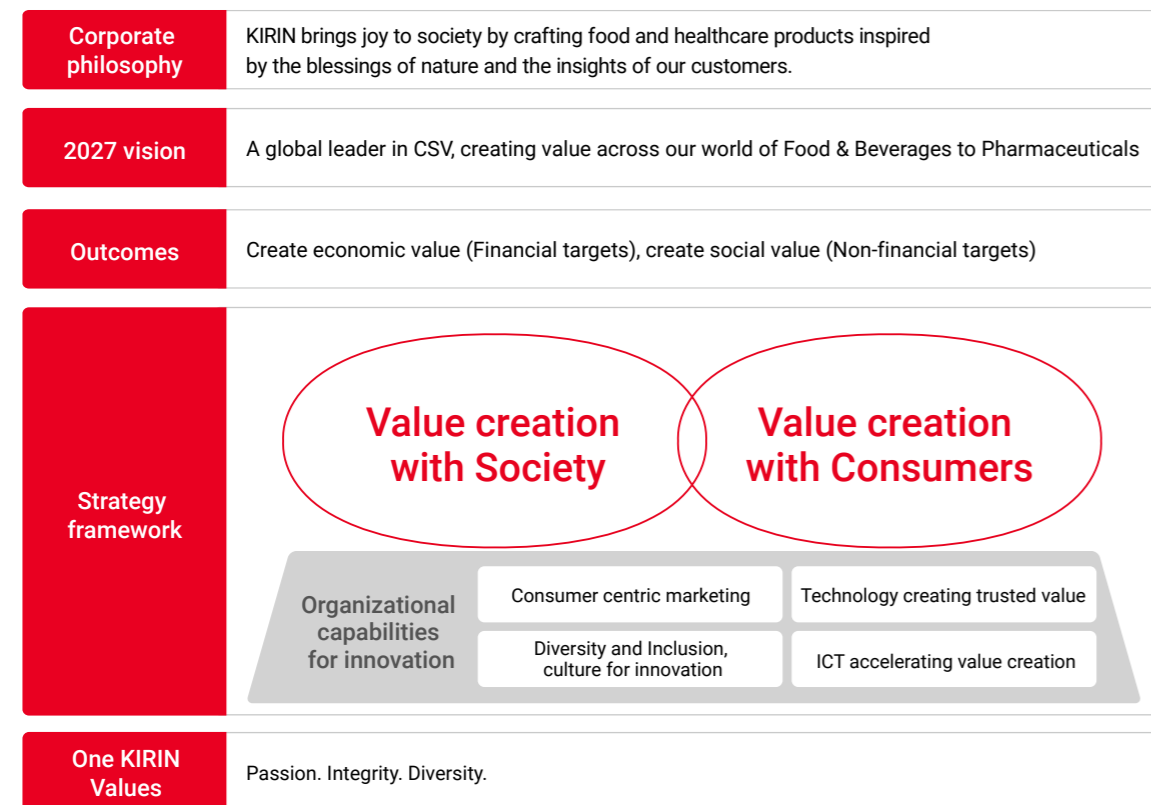 Corporate
philosophy
KIRIN brings joy to society by crafting food and healthcare products inspired
by the blessings of nature and the insights of our customers.
2027 vision
A global leader in CSV, creating value across our world of Food & Beverages to Pharmaceuticals
Outcomes
Create economic value (Financial targets), create social value (Non-financial targets)
Strategy
framework
Value creation
with Society
Value creation
with Consumers
Organizational
capabilities
for innovation
Consumer centric marketing
Technology creating trusted value
Diversity and Inclusion,
culture for innovation
ICT accelerating value creation
One KIRIN
Values
Passion. Integrity. Diversity.